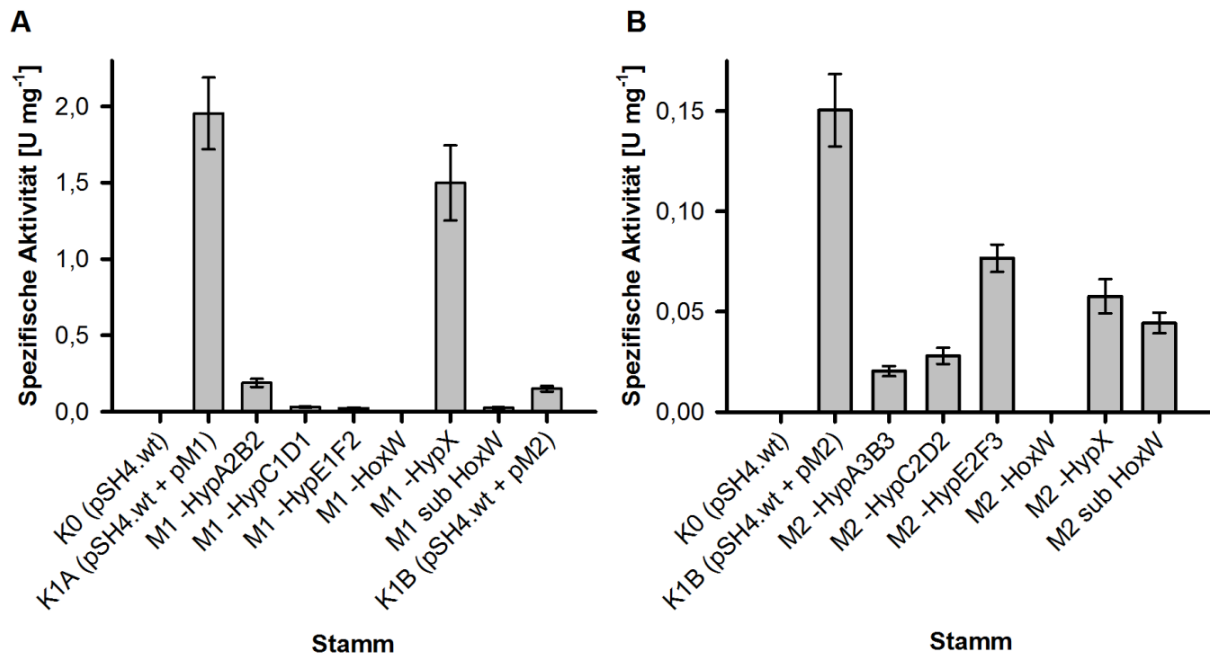 A
Spezifische Aktivität [U mg⁻¹]
2,0
1,5
1,0
0,5
0,0
K0 (pSH4.wt)
K1A (pSH4.wt + pM1)
M1 -HypA2B2
M1 -HypC1D1
M1 -HypE1F2
M1 -HoxW
M1 -HypX
M1 sub HoxW
K1B (pSH4.wt + pM2)
Stamm
B
Spezifische Aktivität [U mg⁻¹]
0,15
0,10
0,05
0,00
K0 (pSH4.wt)
K1B (pSH4.wt + pM2)
M2 -HypA3B3
M2 -HypC2D2
M2 -HypE2F3
M2 -HoxW
M2 -HypX
M2 sub HoxW
Stamm